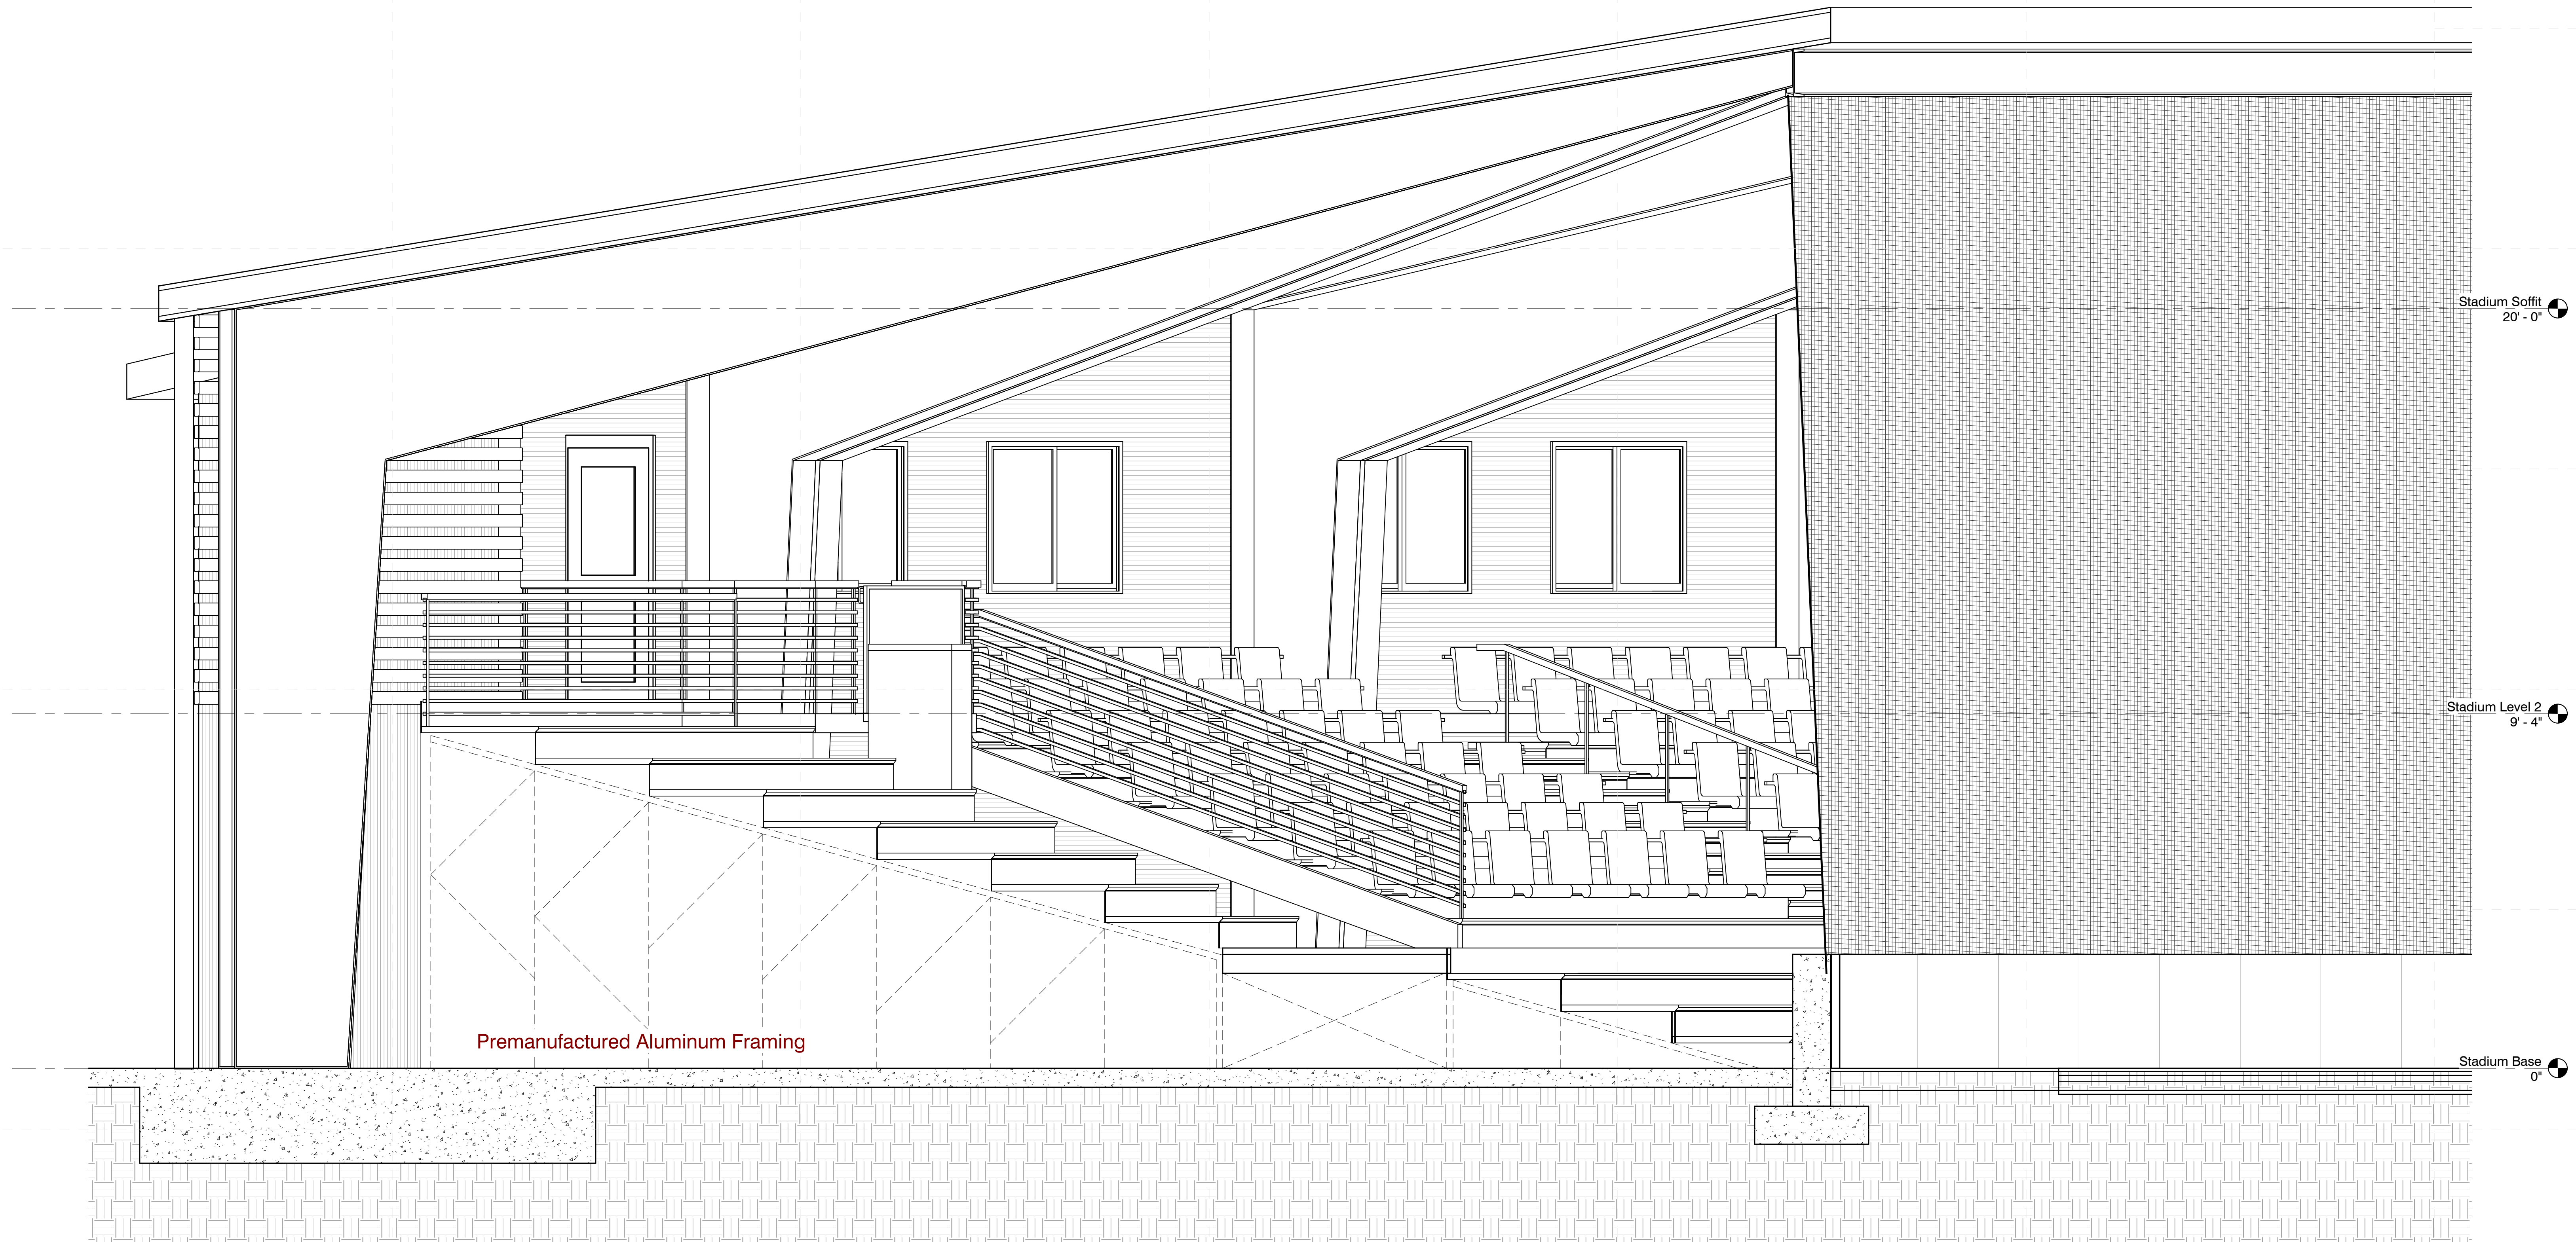 Stadium Soffit
20' - 0"
Stadium Level 2
9' - 4"
Premanufactured Aluminum Framing
Stadium Base
0"